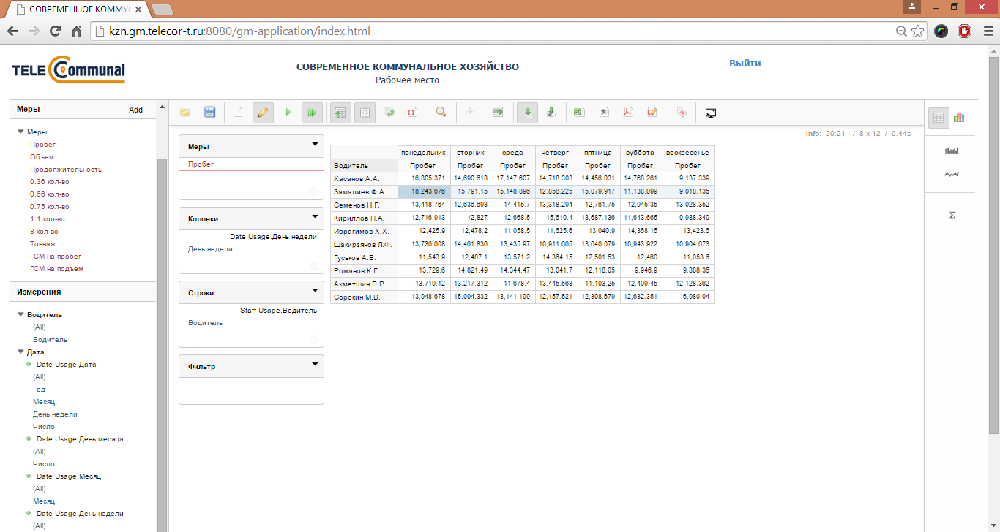 СОВРЕМЕННОЕ КОММУ
kzn.gm.telecor-t.ru:8080/gm-application/index.html
TELE Communal
СОВРЕМЕННОЕ КОММУНАЛЬНОЕ ХОЗЯЙСТВО
Рабочее место
Выйти
Меры Add
Меры
Пробег
Объем
Продолжительность
0.36 кол-во
0.66 кол-во
0.75 кол-во
1.1 кол-во
8 кол-во
Тоннаж
ГСМ на пробег
ГСМ на подъем
Измерения
Водитель
(All)
Водитель
Дата
Date Usage.Дата
(All)
Год
Месяц
День недели
Число
Date Usage.День месяца
(All)
Число
Date Usage.Месяц
(All)
Месяц
Date Usage.День недели
(All)
Меры
Пробег
Колонки
Date Usage.День недели
День недели
Строки
Staff Usage.Водитель
Водитель
Фильтр
Info: 20:21 / 8 x 12 / 0.44s
понедельник вторник среда четверг пятница суббота воскресенье
Водитель Пробег Пробег Пробег Пробег Пробег Пробег Пробег
Хасанов А.А. 16,805.371 14,690.618 17,147.607 14,718.303 14,456.031 14,768.261 9,137.339
Замалиев Ф.А. 18,243.676 15,791.15 15,148.896 12,858.225 15,079.917 11,138.099 9,018.135
Семенов Н.Г. 13,418.764 12,636.693 14,415.7 13,318.294 12,761.75 12,945.35 13,028.352
Кириллов П.А. 12,716.913 12,827 12,668.5 15,610.4 13,687.136 11,643.665 9,988.349
Ибрагимов Х.Х. 12,425.9 12,478.2 11,058.5 11,625.6 13,040.9 14,358.15 13,423.6
Шакирзянов Л.Ф. 13,736.608 14,461.836 13,435.97 10,911.665 13,640.079 10,943.922 10,904.673
Гуськов А.В. 11,543.9 12,487.1 13,571.2 14,364.15 12,501.53 12,460 11,053.6
Романов К.Г. 13,729.6 14,821.49 14,344.47 13,041.7 12,118.05 9,946.9 9,888.35
Ахметшин Р.Р. 13,719.12 13,217.312 11,678.4 13,445.563 11,103.25 12,409.45 12,128.362
Сорокин М.В. 13,948.678 15,004.332 13,141.199 12,157.521 12,308.679 12,632.351 6,980.04